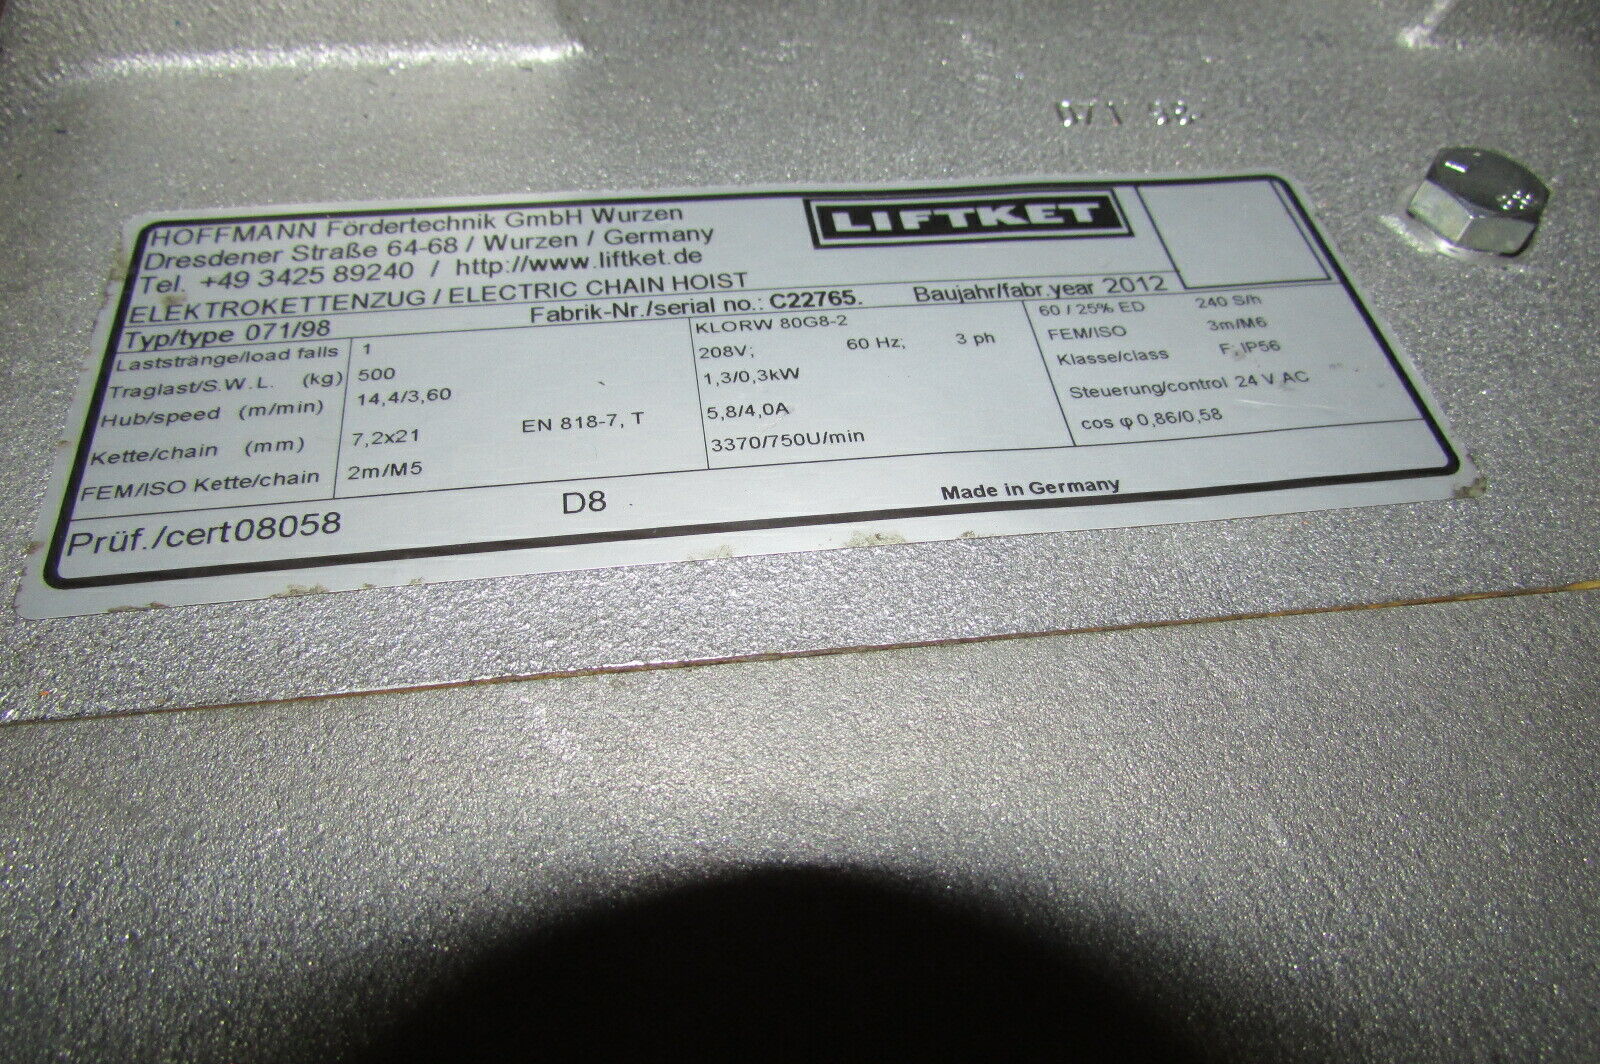 HOFFMANN Fördertechnik GmbH Wurzen
Dresdener Straße 64-68 / Wurzen / Germany
Tel. +49 3425 89240 / http://www.liftket.de
LIFTKET
ELEKTROKETTENZUG / ELECTRIC CHAIN HOIST
Typ/type 071/98 Fabrik-Nr./serial no.: C22765. Baujahr/fabr.year 2012
Laststränge/load falls 1
Traglast/S.W.L. (kg) 500
Hub/speed (m/min) 14,4/3,60
Kette/chain (mm) 7,2x21 EN 818-7, T
FEM/ISO Kette/chain 2m/M5
KLORW 80G8-2
208V; 60 Hz; 3 ph
1,3/0,3kW
5,8/4,0A
3370/750U/min
60 / 25% ED 240 S/h
FEM/ISO 3m/M6
Klasse/class F, IP56
Steuerung/control 24 V AC
cos φ 0,86/0,58
Prüf./cert08058 D8 Made in Germany